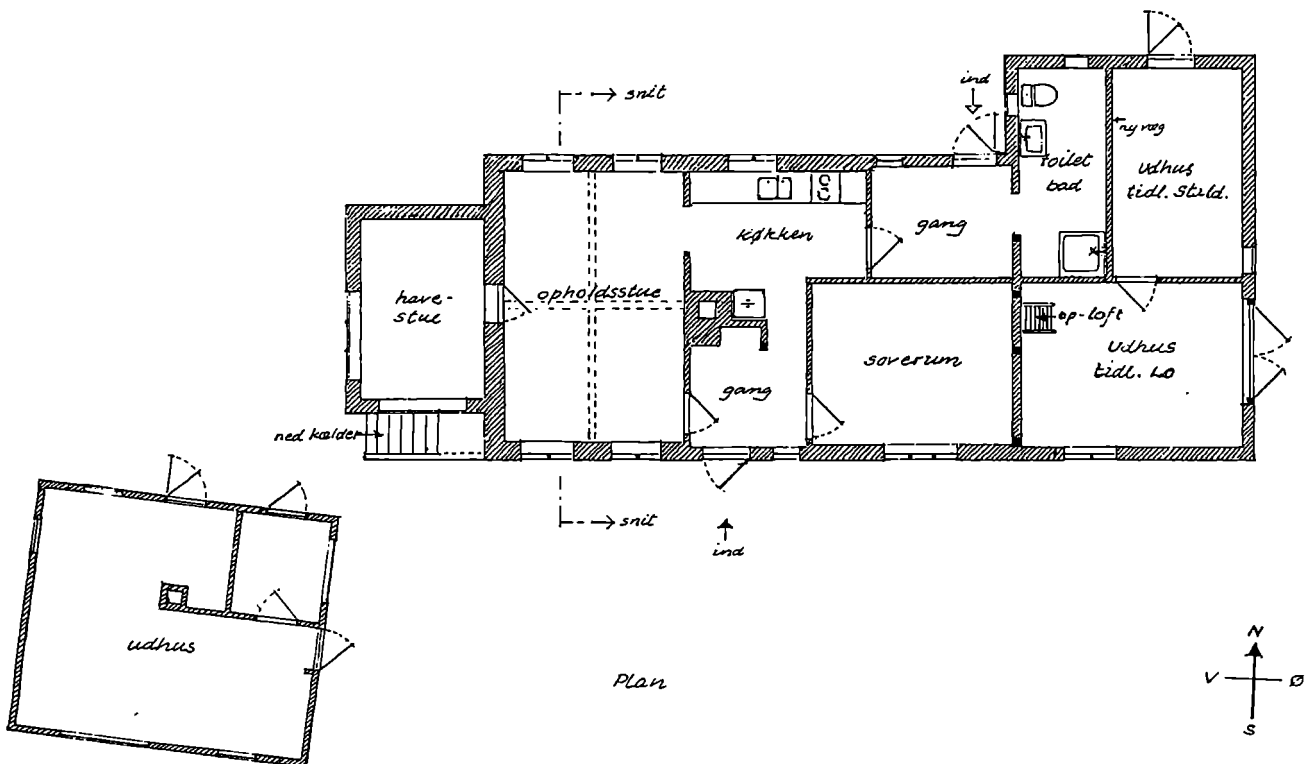 ind
snit
ny væg
toilet
bad
udhus
tidl. Stald.
gang
køkken
have-
stue
opholdsstue
op-loft
udhus
tidl. Lo
soverum
gang
ned kælder
snit
ind
udhus
Plan
N
V
Ø
S